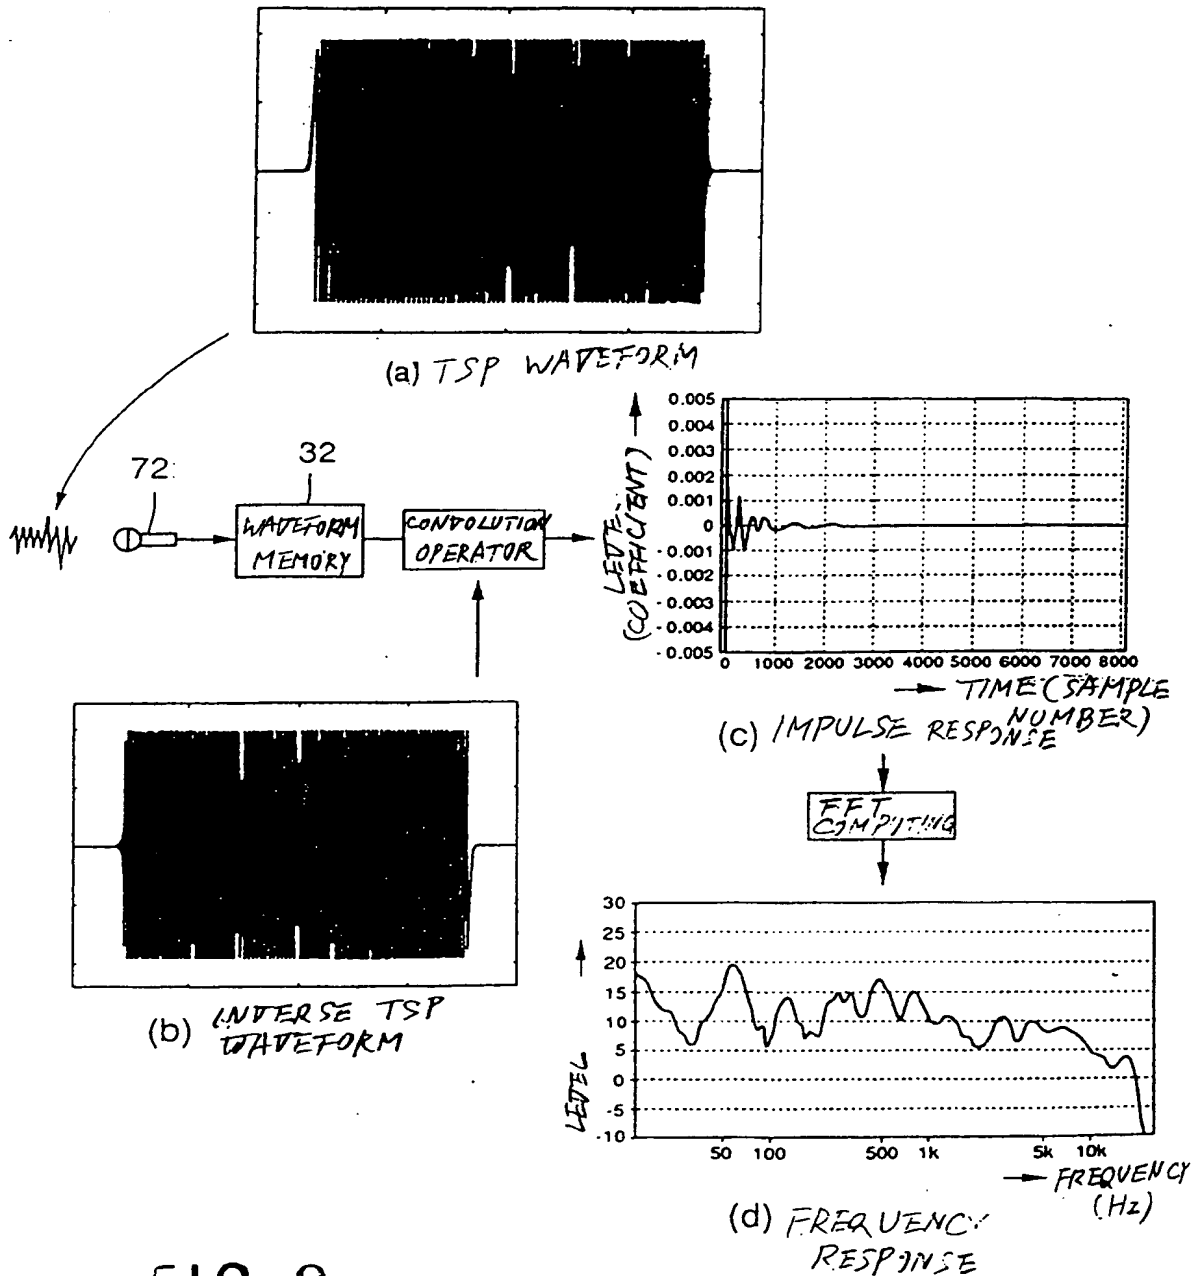 (a) TSP WAVEFORM
72
32
WAVEFORM
MEMORY
CONVOLUTION
OPERATOR
LEVEL
(COEFFICIENT)
0.005
0.004
0.003
0.002
0.001
0
-0.001
-0.002
-0.003
-0.004
-0.005
0 1000 2000 3000 4000 5000 6000 7000 8000
TIME (SAMPLE
NUMBER)
(c) IMPULSE RESPONSE
FFT
COMPUTING
(b) INVERSE TSP
WAVEFORM
LEVEL
30
25
20
15
10
5
0
-5
-10
50 100 500 1k 5k 10k
FREQUENCY
(Hz)
(d) FREQUENCY
RESPONSE